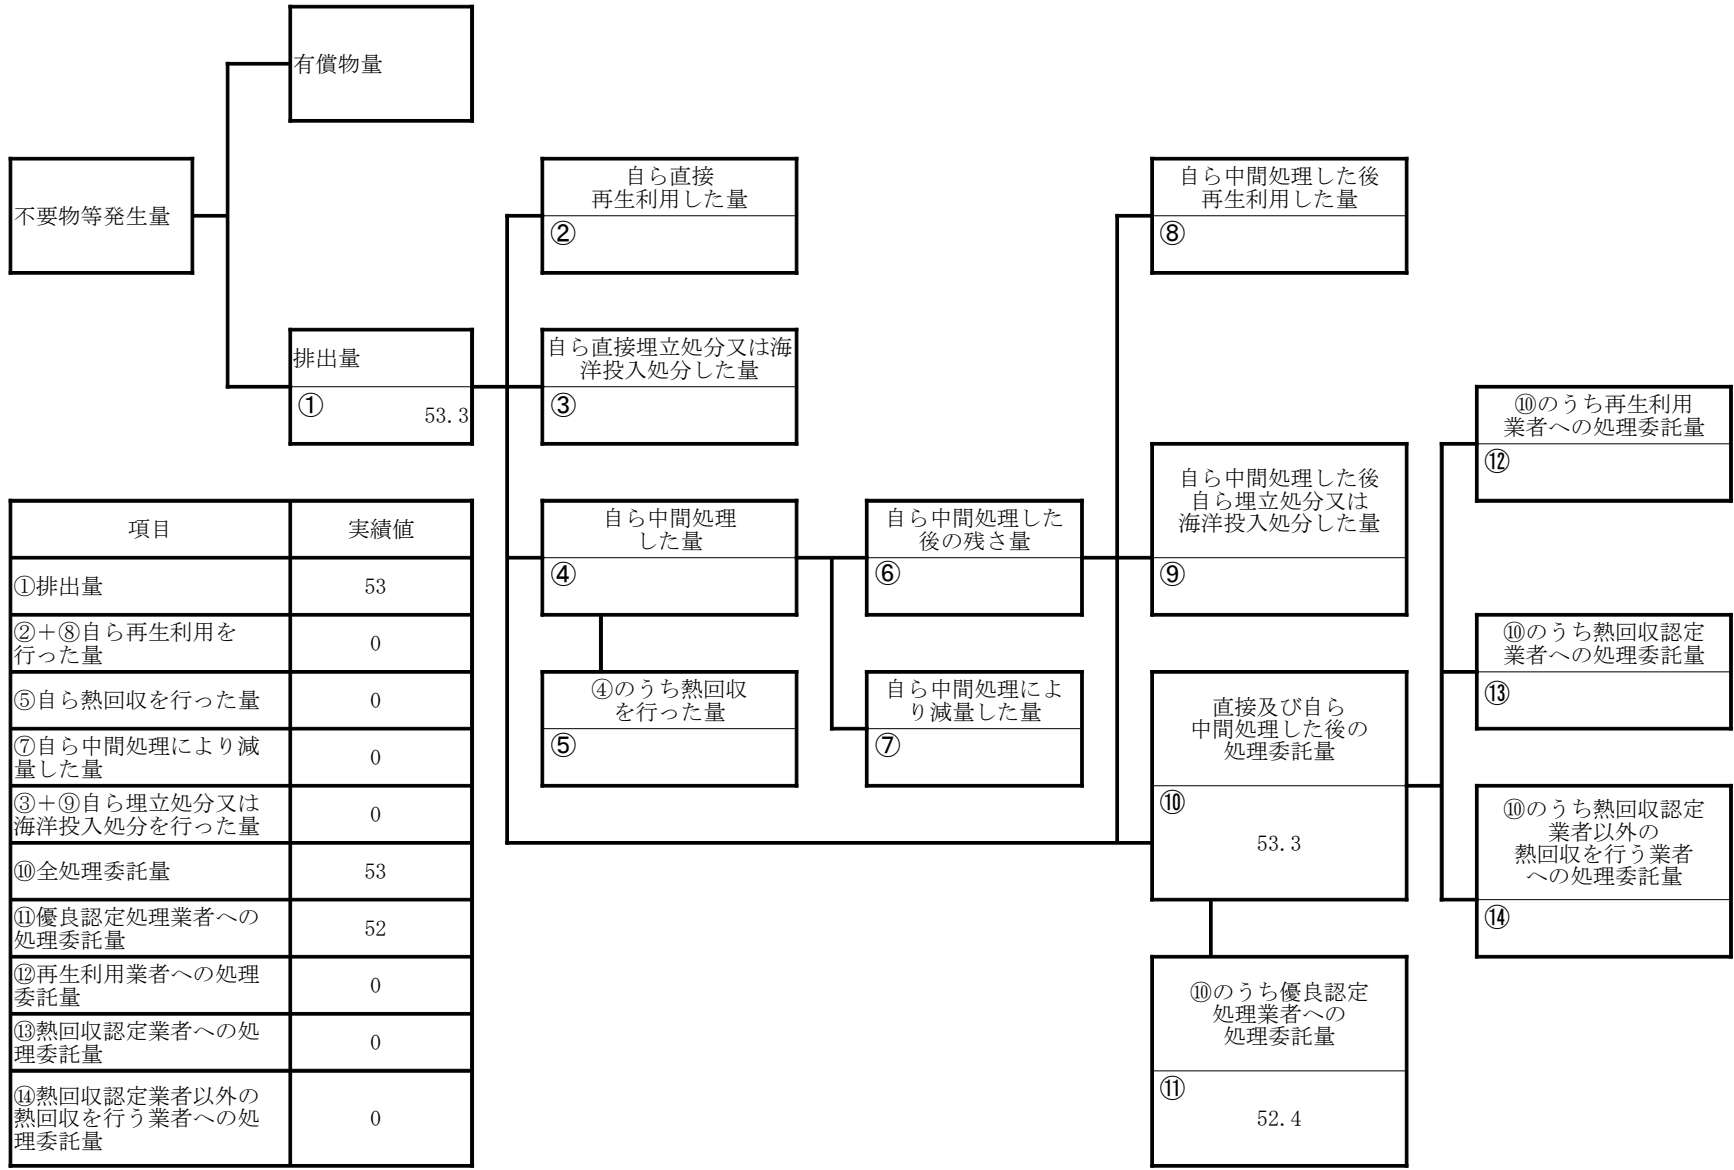 有償物量
不要物等発生量
自ら直接
再生利用した量
②
自ら中間処理した後
再生利用した量
⑧
排出量
①
53.3
自ら直接埋立処分又は海
洋投入処分した量
③
⑩のうち再生利用
業者への処理委託量
⑫
自ら中間処理
した量
④
自ら中間処理した
後の残さ量
⑥
自ら中間処理した後
自ら埋立処分又は
海洋投入処分した量
⑨
⑩のうち熱回収認定
業者への処理委託量
⑬
④のうち熱回収
を行った量
⑤
自ら中間処理によ
り減量した量
⑦
直接及び自ら
中間処理した後の
処理委託量
⑩
53.3
⑩のうち熱回収認定
業者以外の
熱回収を行う業者
への処理委託量
⑭
⑩のうち優良認定
処理業者への
処理委託量
⑪
52.4
項目 実績値
①排出量 53
②＋⑧自ら再生利用を
行った量 0
⑤自ら熱回収を行った量 0
⑦自ら中間処理により減
量した量 0
③＋⑨自ら埋立処分又は
海洋投入処分を行った量 0
⑩全処理委託量 53
⑪優良認定処理業者への
処理委託量 52
⑫再生利用業者への処理
委託量 0
⑬熱回収認定業者への処
理委託量 0
⑭熱回収認定業者以外の
熱回収を行う業者への処
理委託量 0